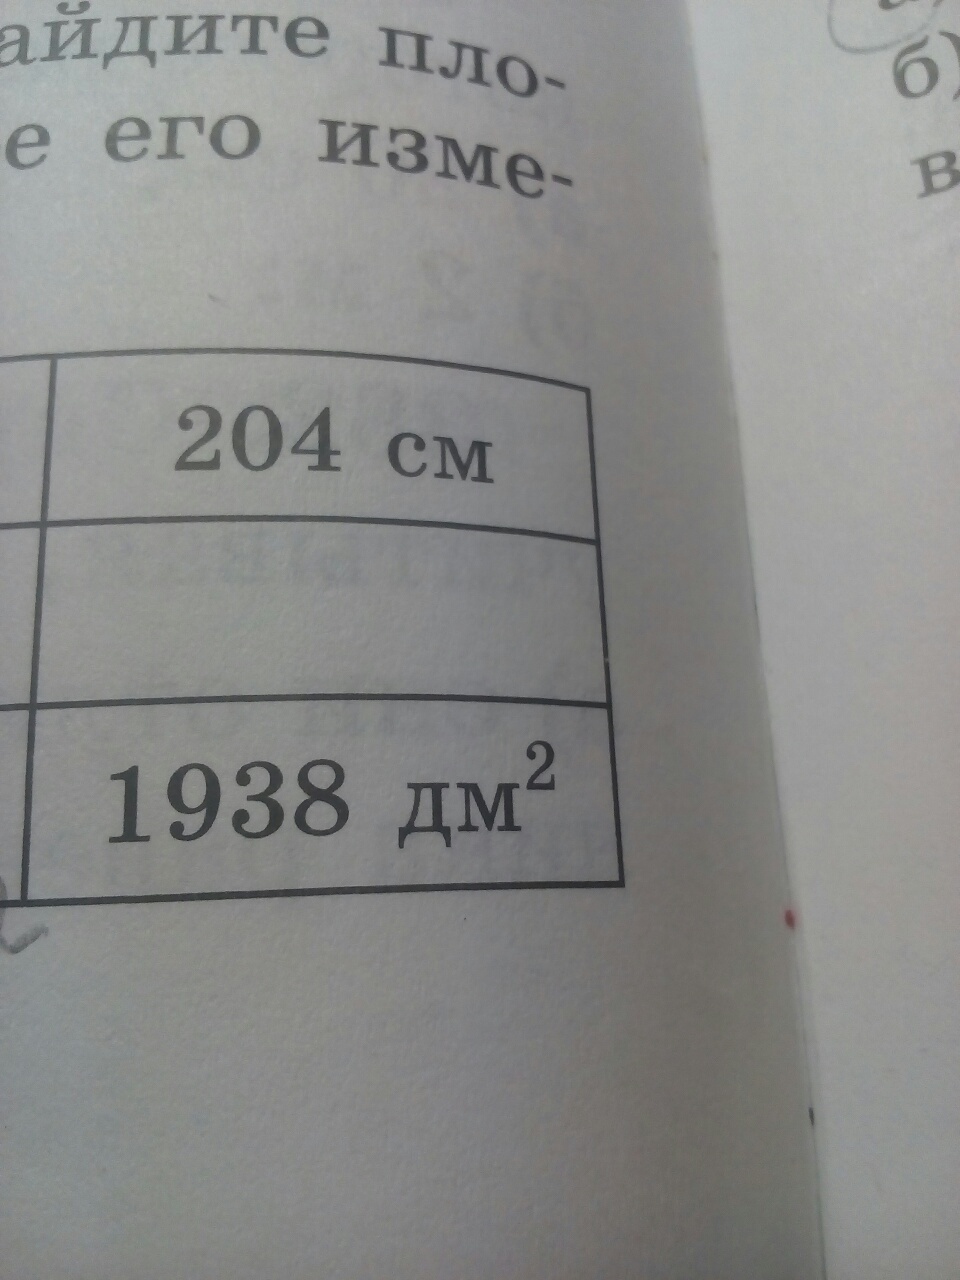 айдите пло-
е его изме-
204 см
1938 дм²
б)
в